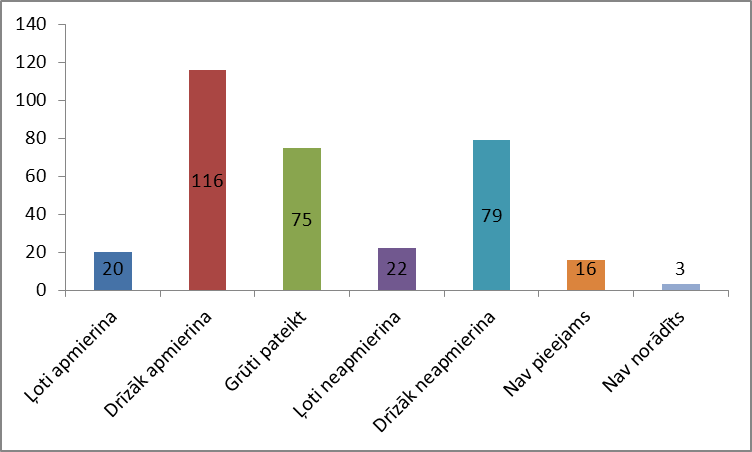 140
120
100
80
60
40
20
0
20
116
75
22
79
16
3
Ļoti apmierina
Drīzāk apmierina
Grūti pateikt
Ļoti neapmierina
Drīzāk neapmierina
Nav pieejams
Nav norādīts